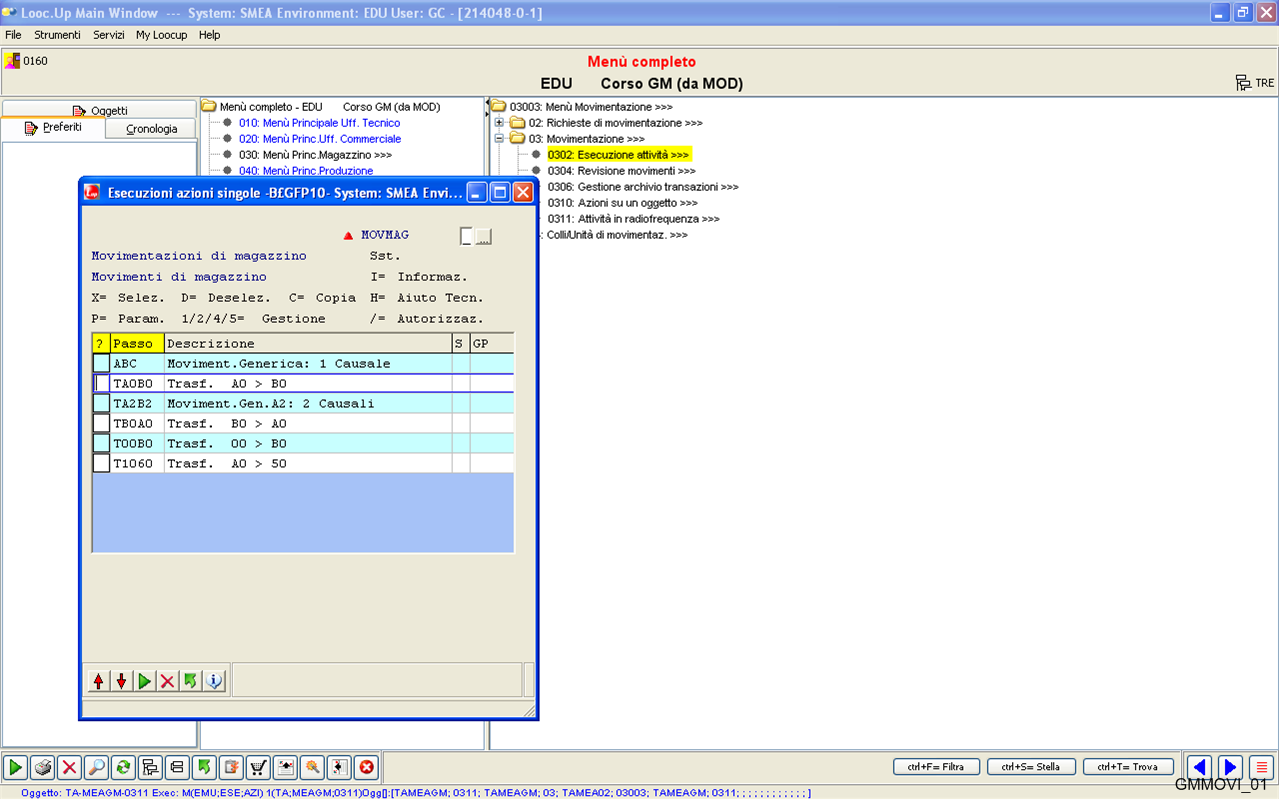 Looc.Up Main Window --- System: SMEA Environment: EDU User: GC - [214048-0-1]
File Strumenti Servizi My Loocup Help
0160
Menù completo
EDU Corso GM (da MOD)
TRE
Oggetti
Preferiti Cronologia
Menù completo - EDU Corso GM (da MOD)
010: Menù Principale Uff. Tecnico
020: Menù Princ.Uff. Commerciale
030: Menù Princ.Magazzino >>>
040: Menù Princ.Produzione
03003: Menù Movimentazione >>>
02: Richieste di movimentazione >>>
03: Movimentazione >>>
0302: Esecuzione attività >>>
0304: Revisione movimenti >>>
0306: Gestione archivio transazioni >>>
0310: Azioni su un oggetto >>>
0311: Attività in radiofrequenza >>>
: Colli/Unità di movimentaz. >>>
Esecuzioni azioni singole -B£GFP10- System: SMEA Envi...
MOVMAG _ ...
Movimentazioni di magazzino Sst.
Movimenti di magazzino I= Informaz.
X= Selez. D= Deselez. C= Copia H= Aiuto Tecn.
P= Param. 1/2/4/5= Gestione /= Autorizzaz.
? Passo Descrizione S GP
ABC Moviment.Generica: 1 Causale
TA0B0 Trasf. A0 > B0
TA2B2 Moviment.Gen.A2: 2 Causali
TB0A0 Trasf. B0 > A0
T00B0 Trasf. 00 > B0
T1060 Trasf. A0 > 50
ctrl+F= Filtra ctrl+S= Stella ctrl+T= Trova
GMMOVI_01
Oggetto: TA-MEAGM-0311 Exec: M(EMU;ESE;AZI) 1(TA;MEAGM;0311)Ogg[]:[TAMEAGM; 0311; TAMEAGM; 03; TAMEA02; 03003; TAMEAGM; 0311; ; ; ; ; ; ; ; ; ; ; ; ]